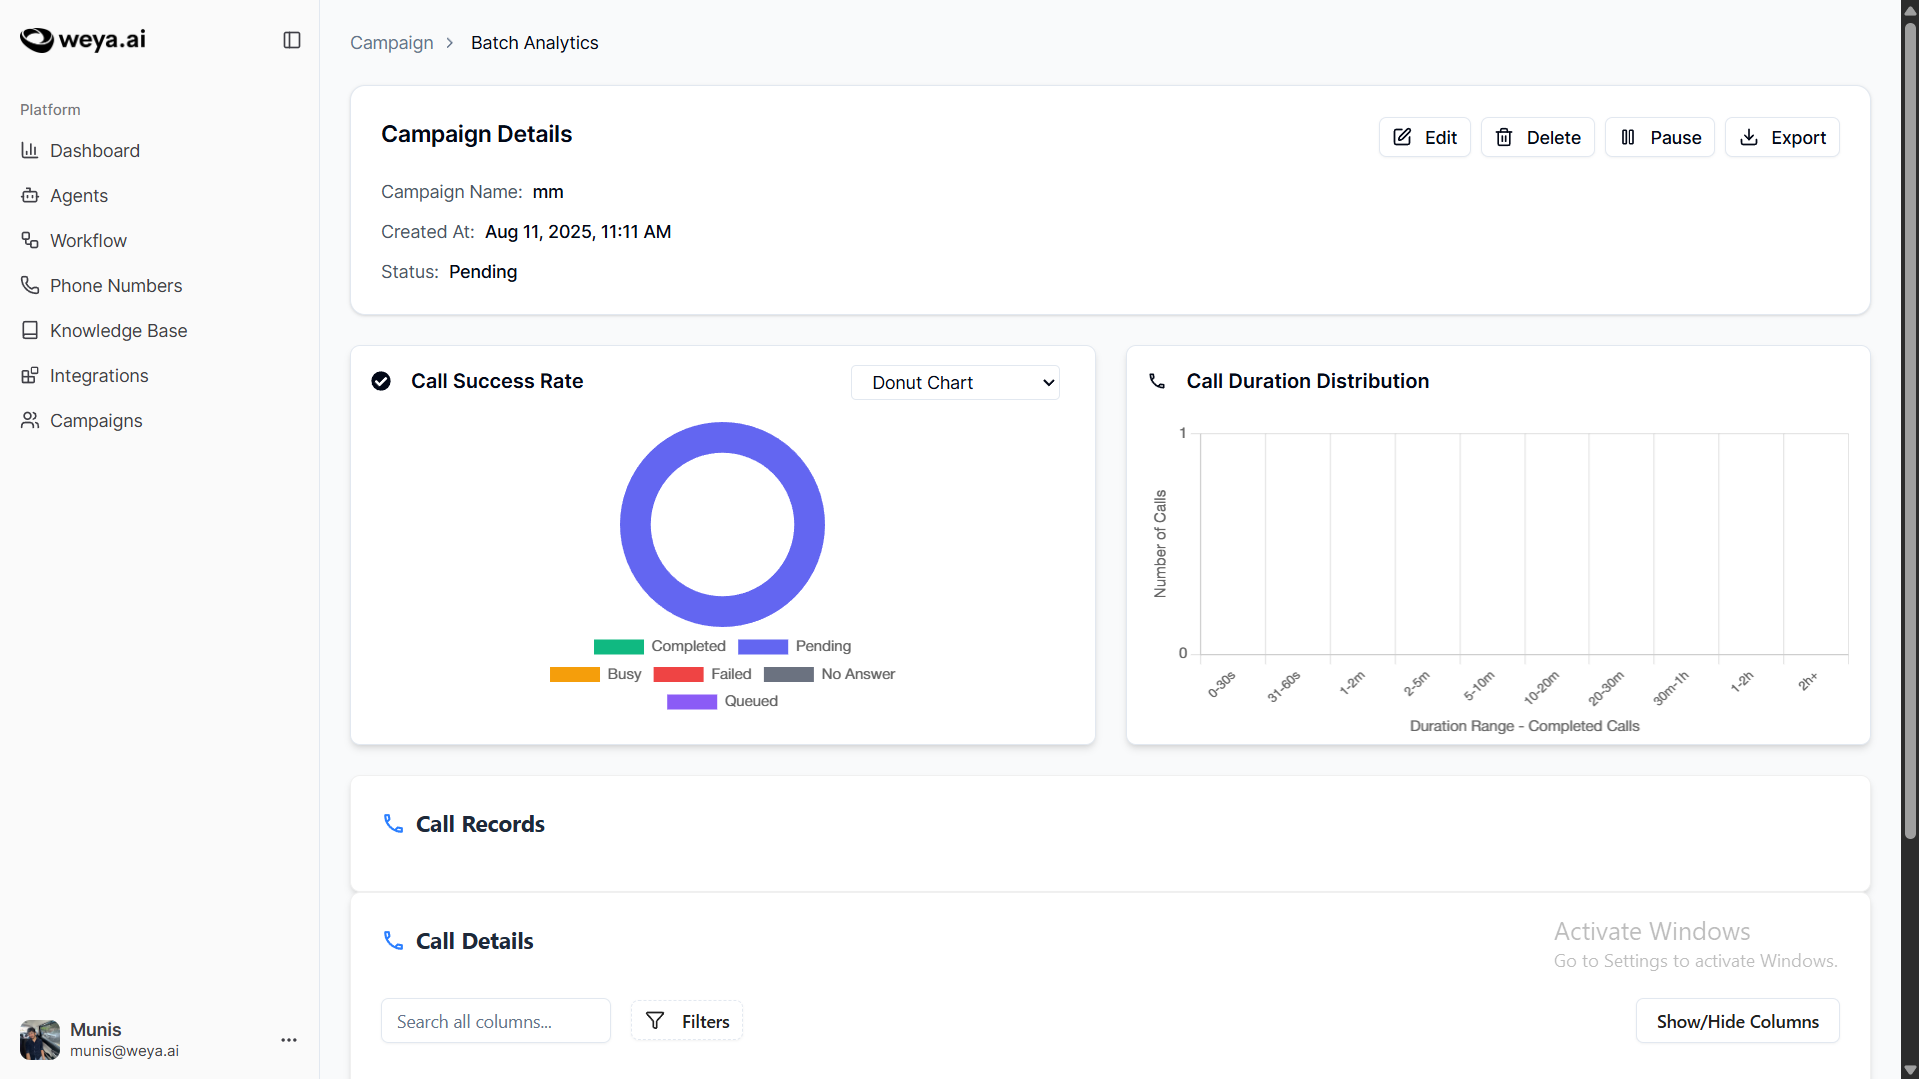 weya.ai
Platform
Dashboard
Agents
Workflow
Phone Numbers
Knowledge Base
Integrations
Campaigns
Munis
munis@weya.ai
Campaign > Batch Analytics
Campaign Details
Edit
Delete
Pause
Export
Campaign Name: mm
Created At: Aug 11, 2025, 11:11 AM
Status: Pending
Call Success Rate
Donut Chart
Completed Pending
Busy Failed No Answer
Queued
Call Duration Distribution
1
Number of Calls
0
0-30s 31-60s 1-2m 2-5m 5-10m 10-20m 20-30m 30m-1h 1-2h 2h+
Duration Range - Completed Calls
Call Records
Call Details
Search all columns...
Filters
Show/Hide Columns
Activate Windows
Go to Settings to activate Windows.